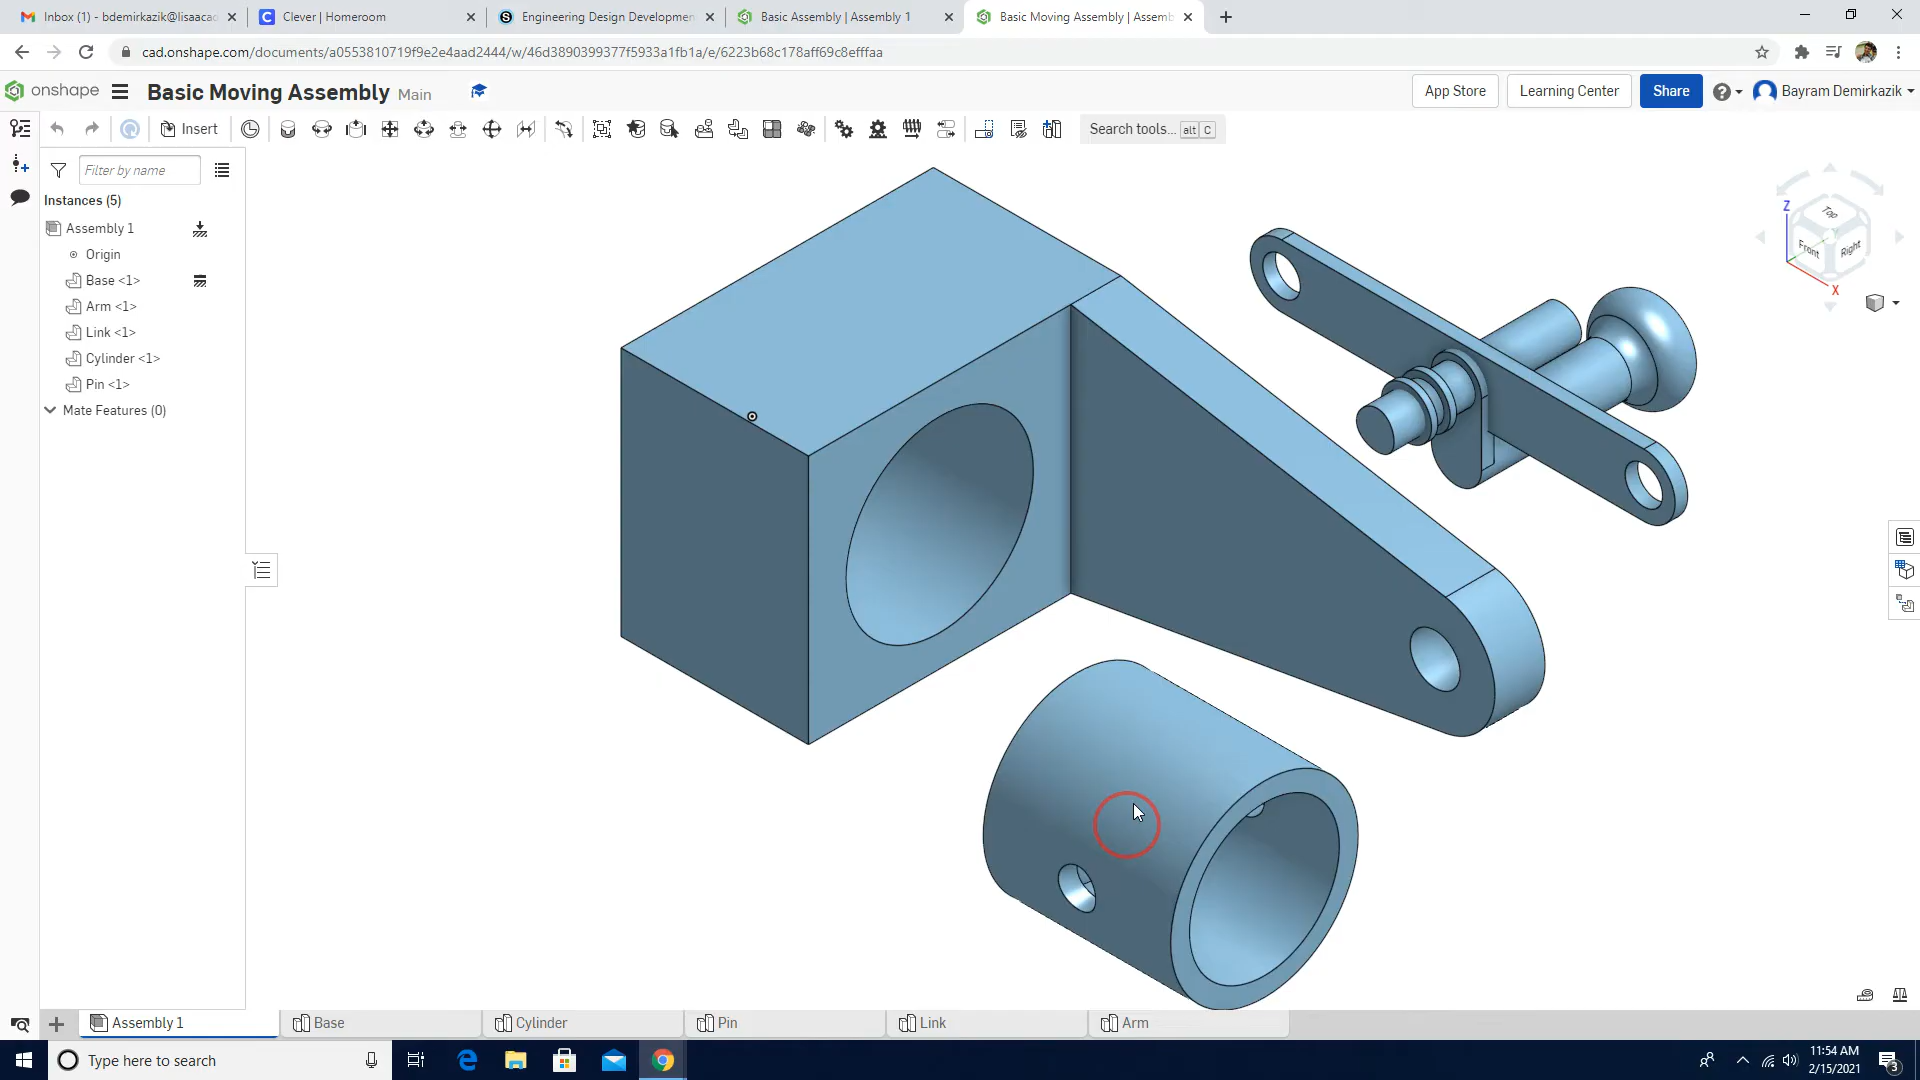 Inbox (1) - bdemirkazik@lisaaca
Clever | Homeroom
Engineering Design Developmen
Basic Assembly | Assembly 1
Basic Moving Assembly | Assemb
cad.onshape.com/documents/a0553810719f9e2e4aad2444/w/46d3890399377f5933a1fb1a/e/6223b68c178aff69c8efffaa
onshape
Basic Moving Assembly Main
App Store
Learning Center
Share
Bayram Demirkazik
Insert
Search tools... alt C
Filter by name
Instances (5)
Assembly 1
Origin
Base <1>
Arm <1>
Link <1>
Cylinder <1>
Pin <1>
Mate Features (0)
Z
Top
Front
Right
X
Assembly 1
Base
Cylinder
Pin
Link
Arm
Type here to search
11:54 AM
2/15/2021
3